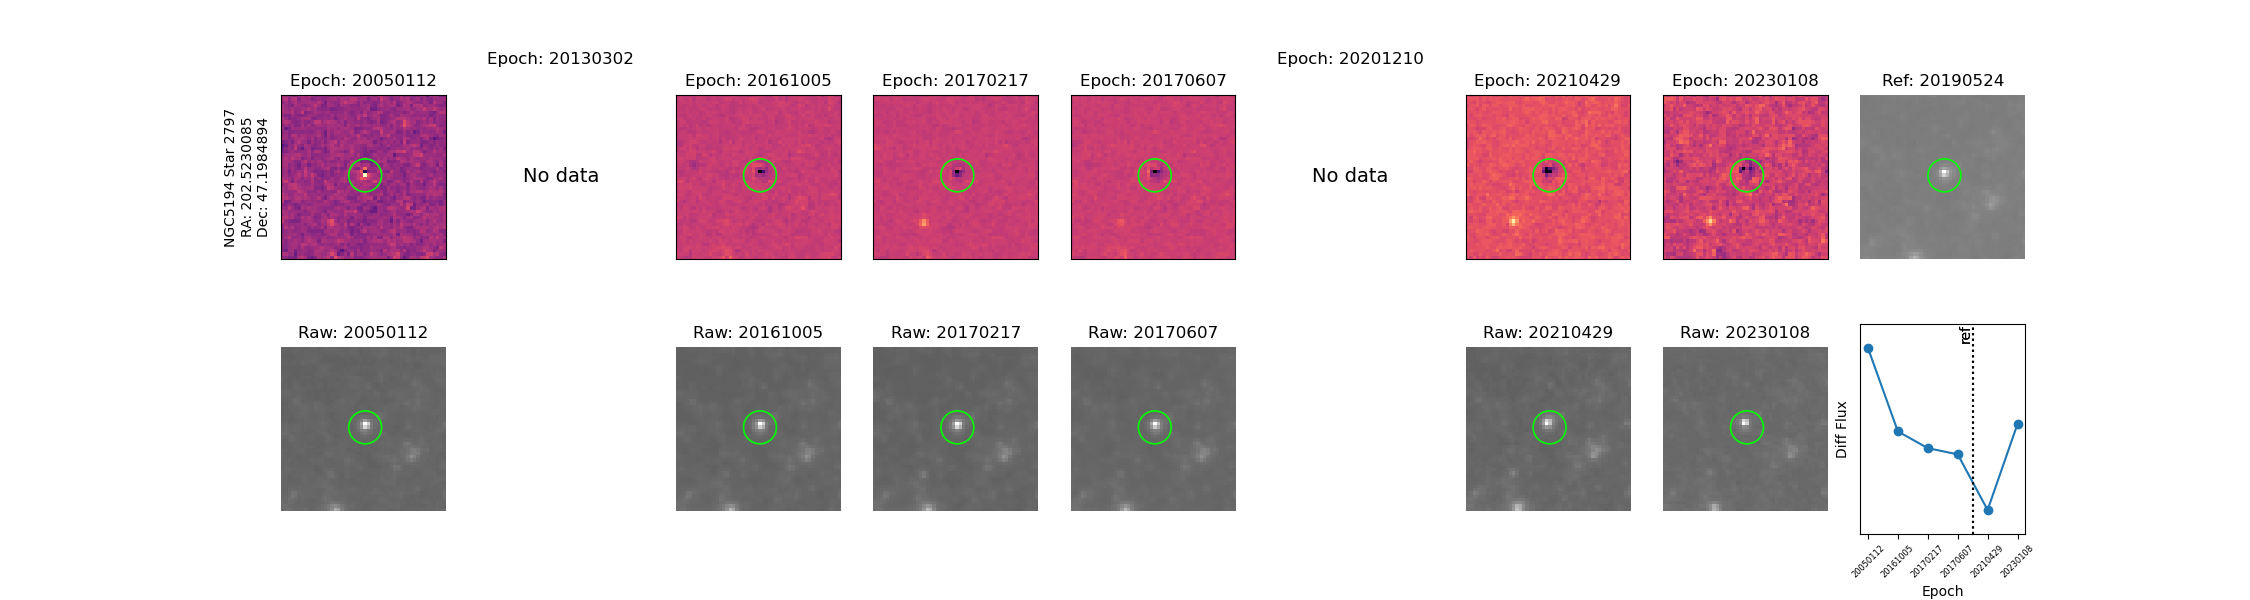 Epoch: 20130302
Epoch: 20201210
Epoch: 20050112
Epoch: 20161005
Epoch: 20170217
Epoch: 20170607
Epoch: 20210429
Epoch: 20230108
Ref: 20190524
NGC5194 Star 2797
RA: 202.5230085
Dec: 47.1984894
No data
No data
Raw: 20050112
Raw: 20161005
Raw: 20170217
Raw: 20170607
Raw: 20210429
Raw: 20230108
ref
Diff Flux
20050112
20161005
20170217
20170607
20210429
20230108
Epoch